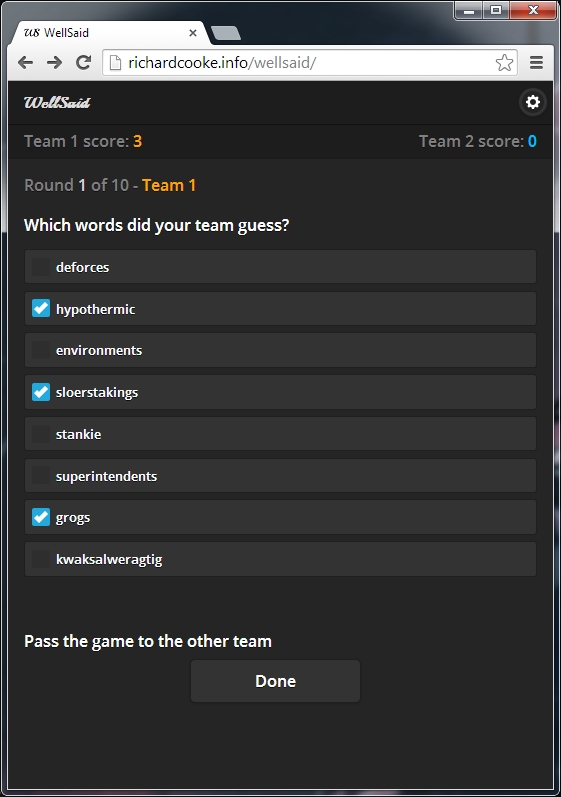 WS WellSaid
richardcooke.info/wellsaid/
WellSaid
Team 1 score: 3 Team 2 score: 0
Round 1 of 10 - Team 1
Which words did your team guess?
deforces
hypothermic
environments
sloerstakings
stankie
superintendents
grogs
kwaksalweragtig
Pass the game to the other team
Done